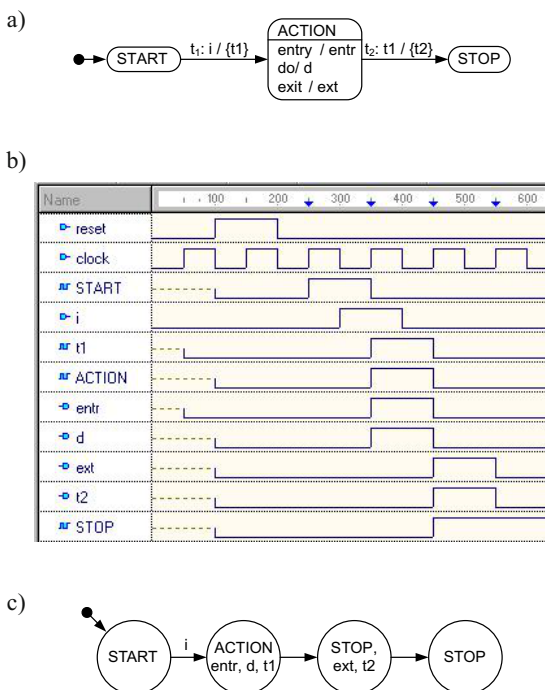 a)
START
t₁: i / {t1}
ACTION
entry / entr
do/ d
exit / ext
t₂: t1 / {t2}
STOP
b)
Name 100 200 300 400 500 600
reset
clock
START
i
t1
ACTION
entr
d
ext
t2
STOP
c)
START
i
ACTION
entr, d, t1
STOP,
ext, t2
STOP